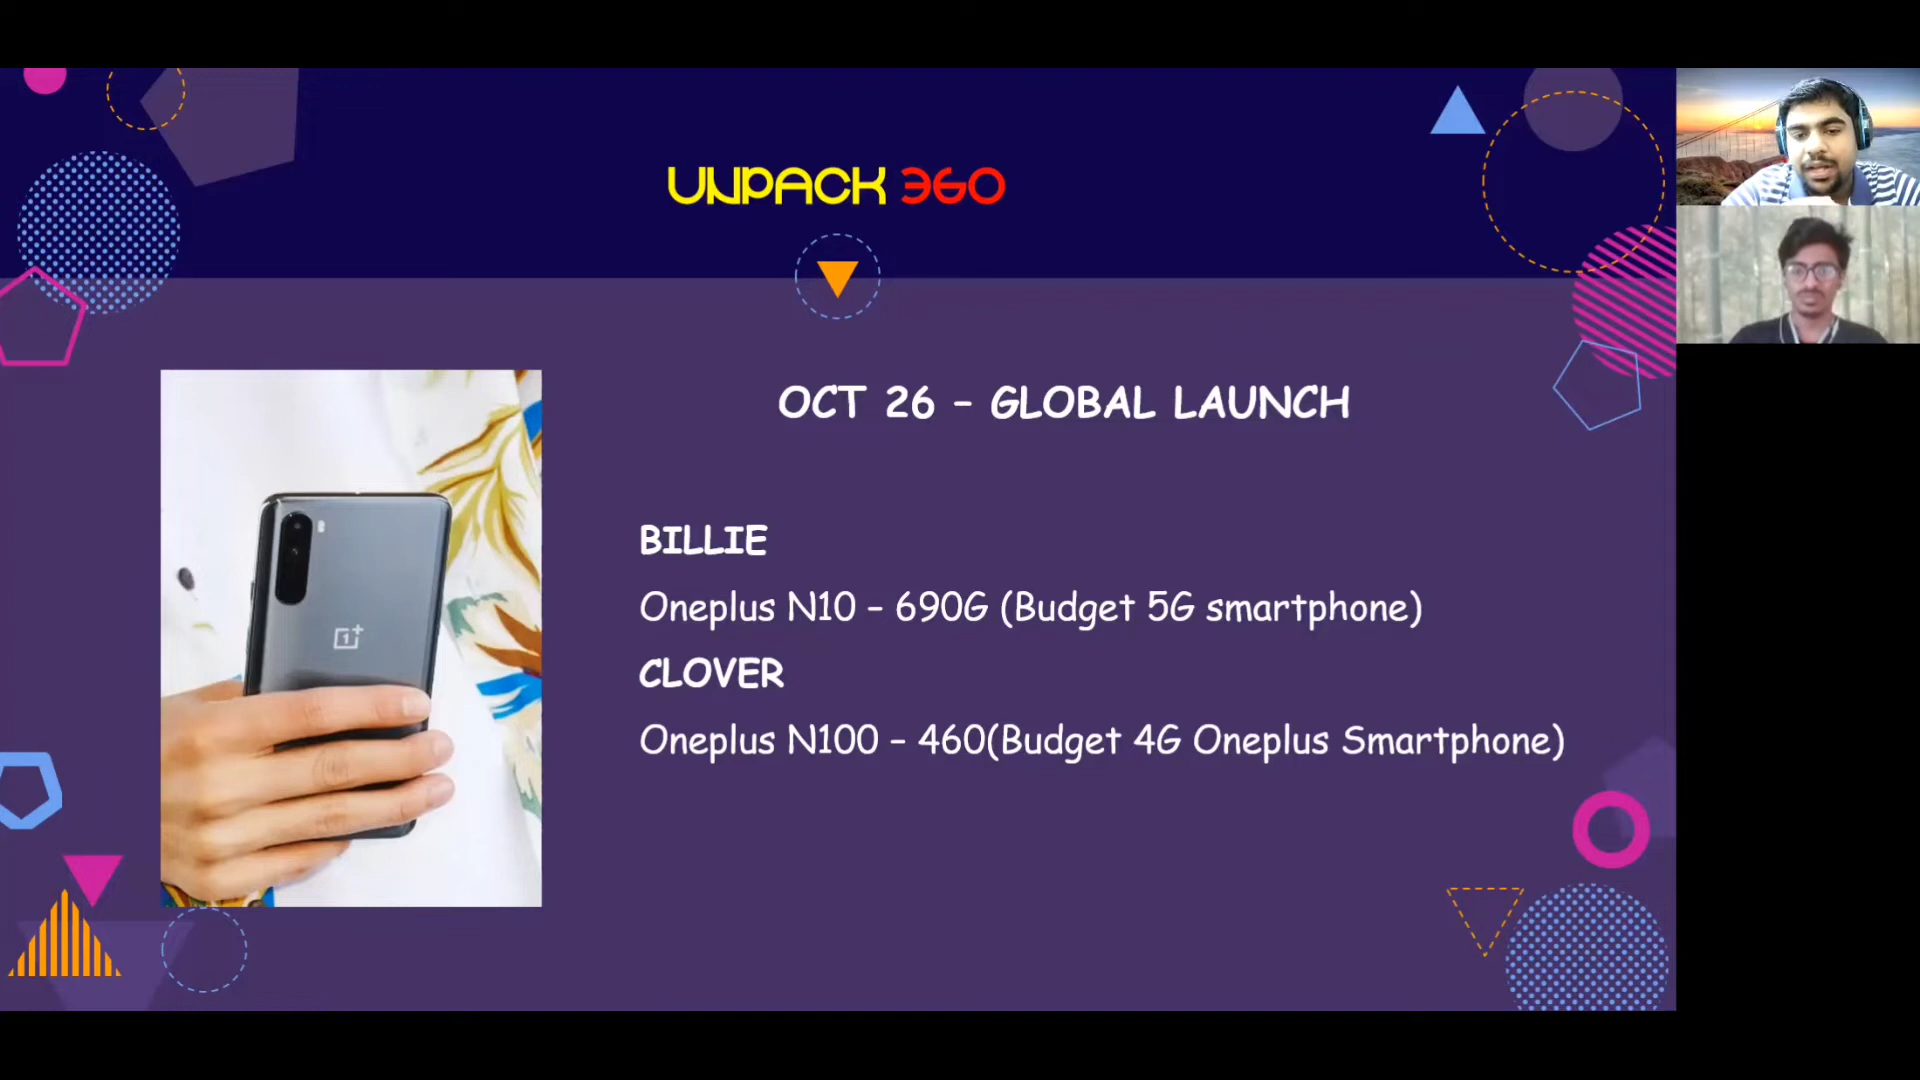 UNPACK 360
OCT 26 – GLOBAL LAUNCH
BILLIE
Oneplus N10 – 690G (Budget 5G smartphone)
CLOVER
Oneplus N100 – 460(Budget 4G Oneplus Smartphone)
1+